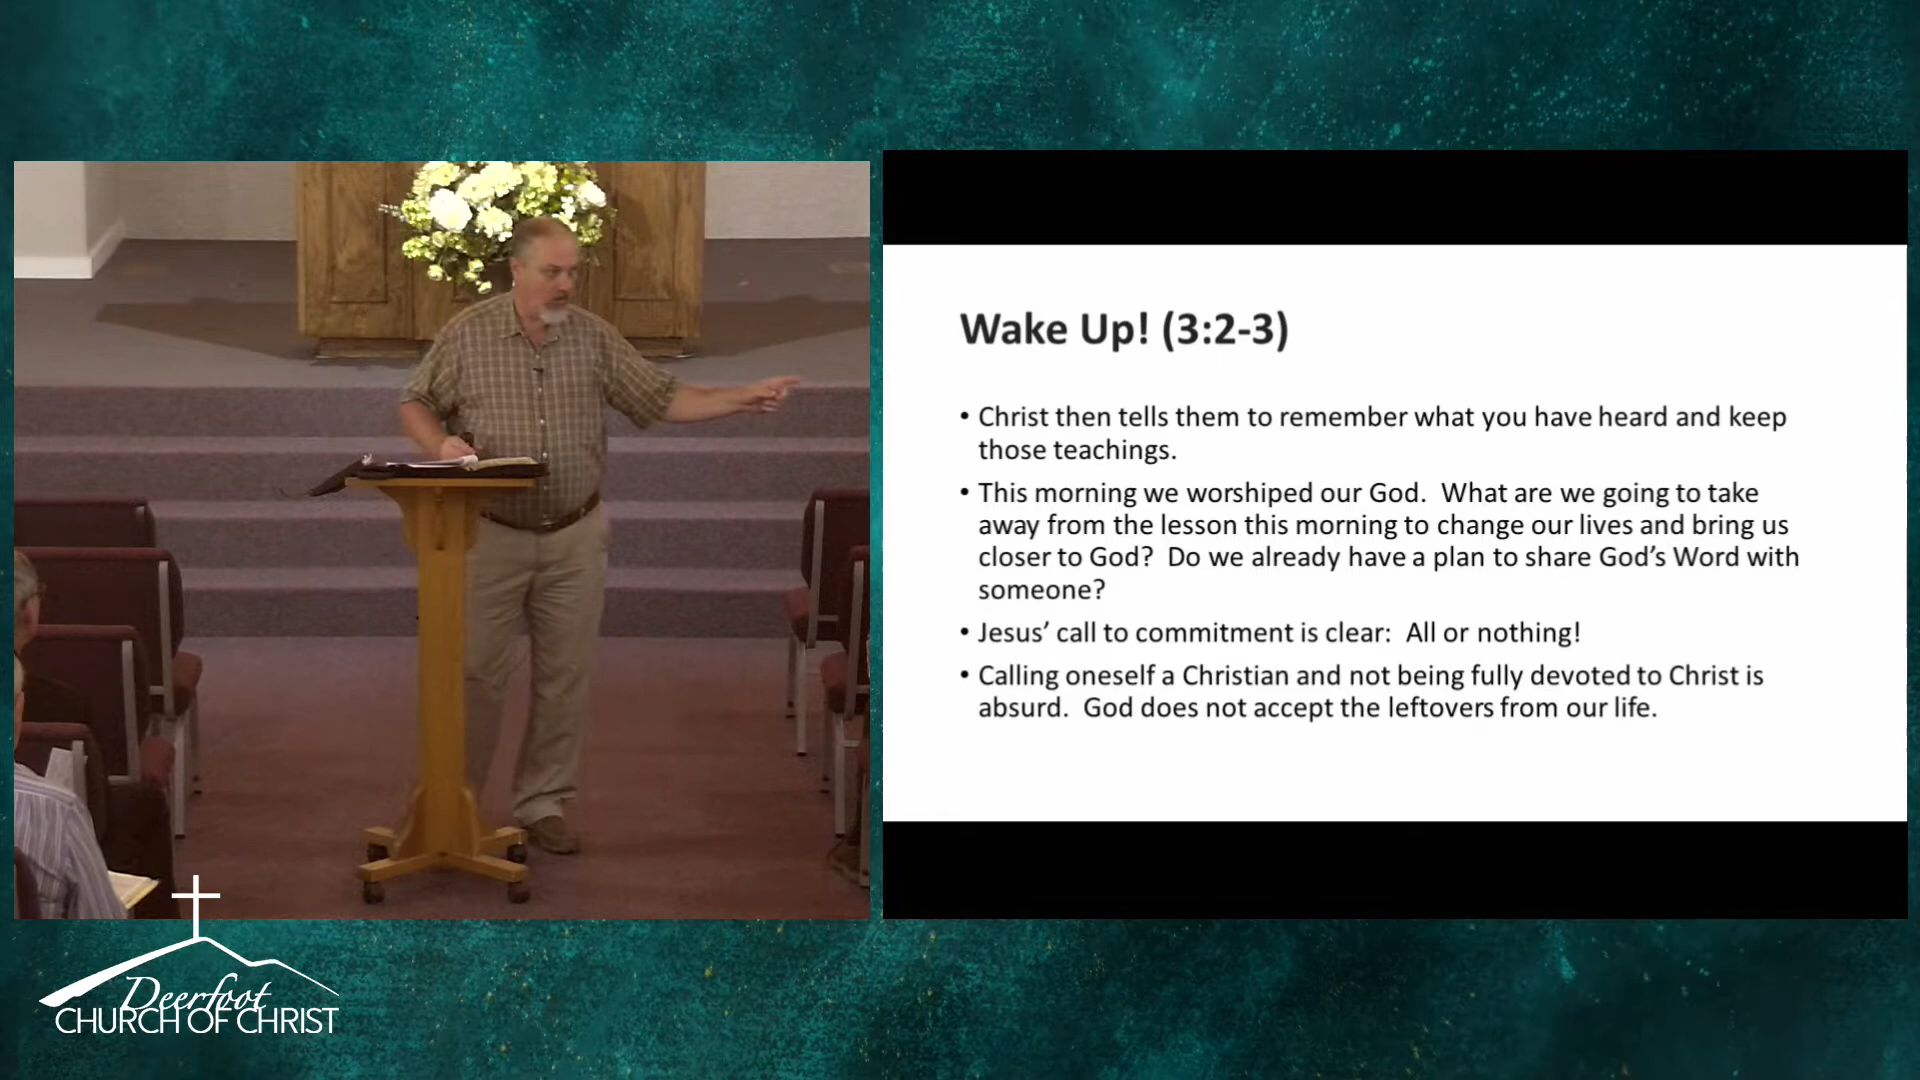 Wake Up! (3:2-3)
• Christ then tells them to remember what you have heard and keep
those teachings.
• This morning we worshiped our God.  What are we going to take
away from the lesson this morning to change our lives and bring us
closer to God?  Do we already have a plan to share God’s Word with
someone?
• Jesus’ call to commitment is clear:  All or nothing!
• Calling oneself a Christian and not being fully devoted to Christ is
absurd.  God does not accept the leftovers from our life.
Deerfoot
CHURCH OF CHRIST